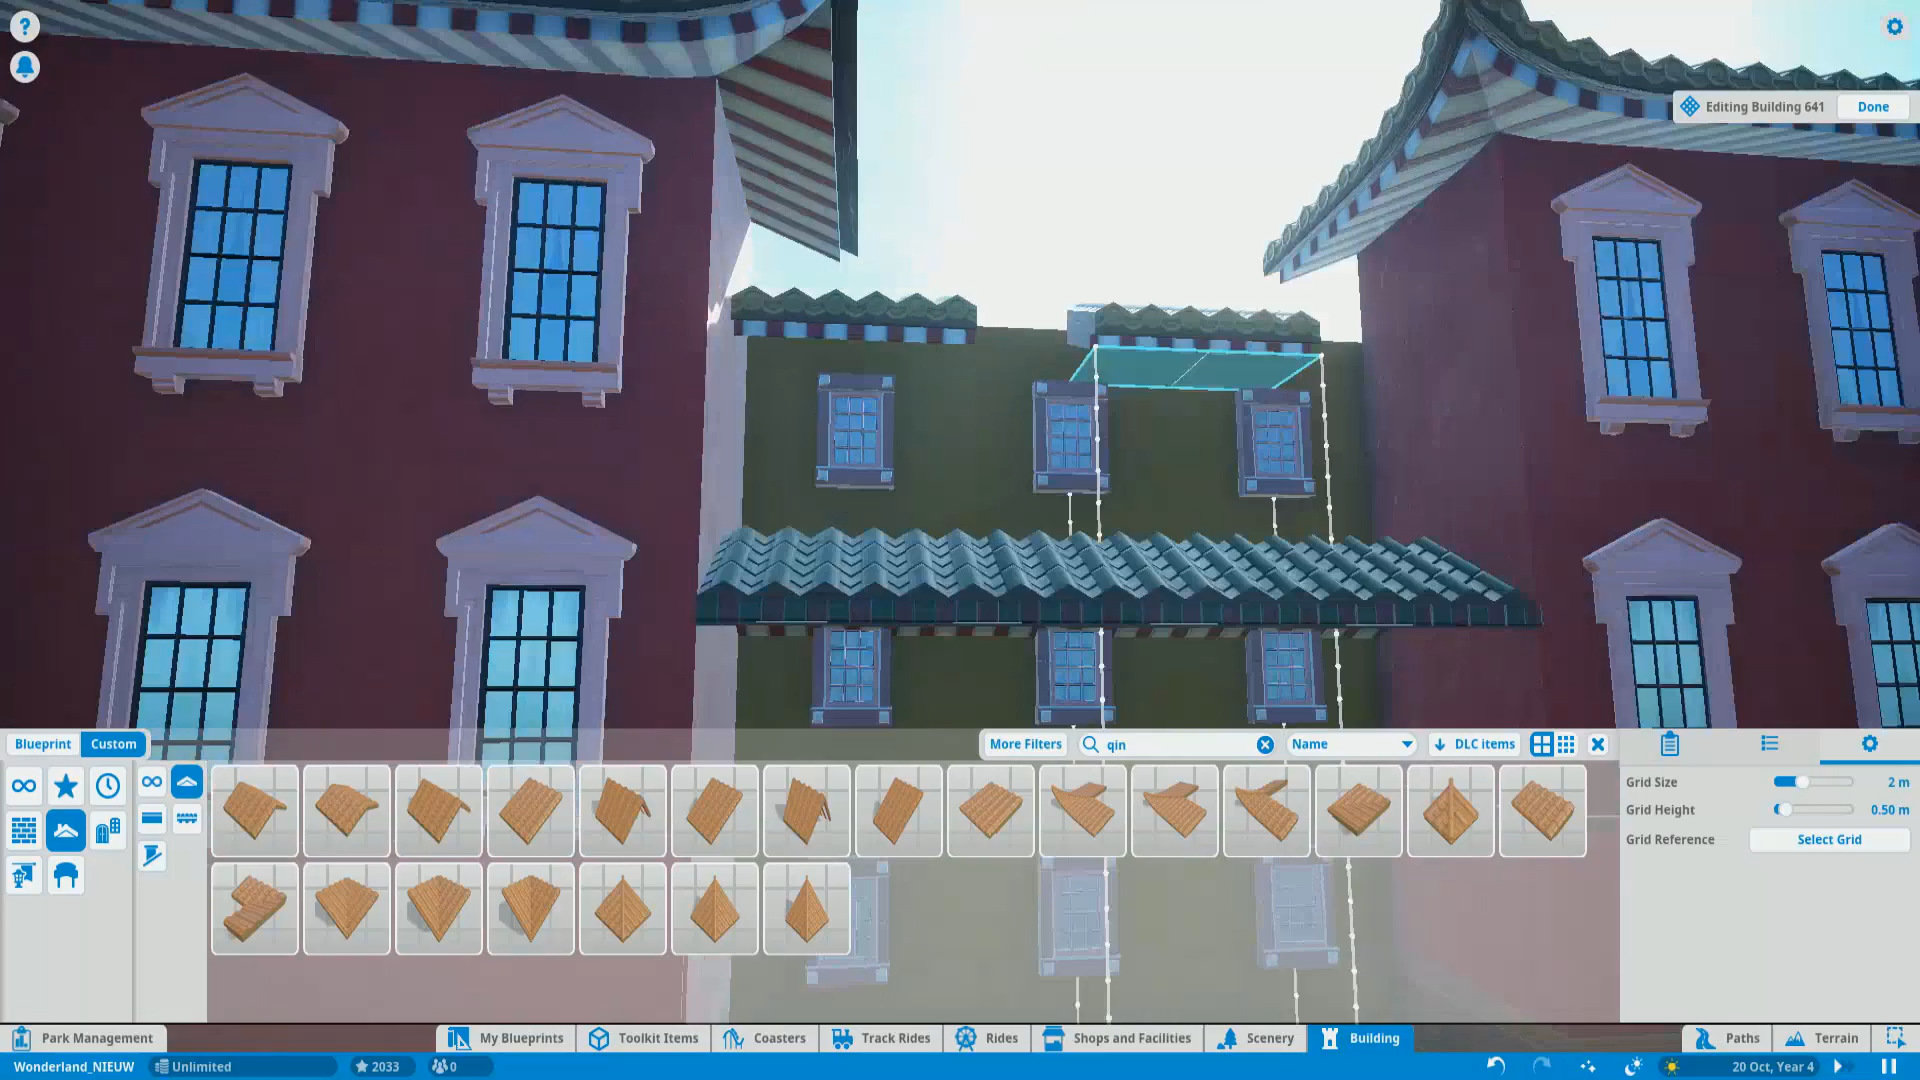 ?
Editing Building 641
Done
Blueprint
Custom
More Filters
qin
Name
DLC items
Grid Size
2 m
Grid Height
0.50 m
Grid Reference
Select Grid
Park Management
My Blueprints
Toolkit Items
Coasters
Track Rides
Rides
Shops and Facilities
Scenery
Building
Paths
Terrain
Wonderland_NIEUW
Unlimited
2033
0
20 Oct, Year 4